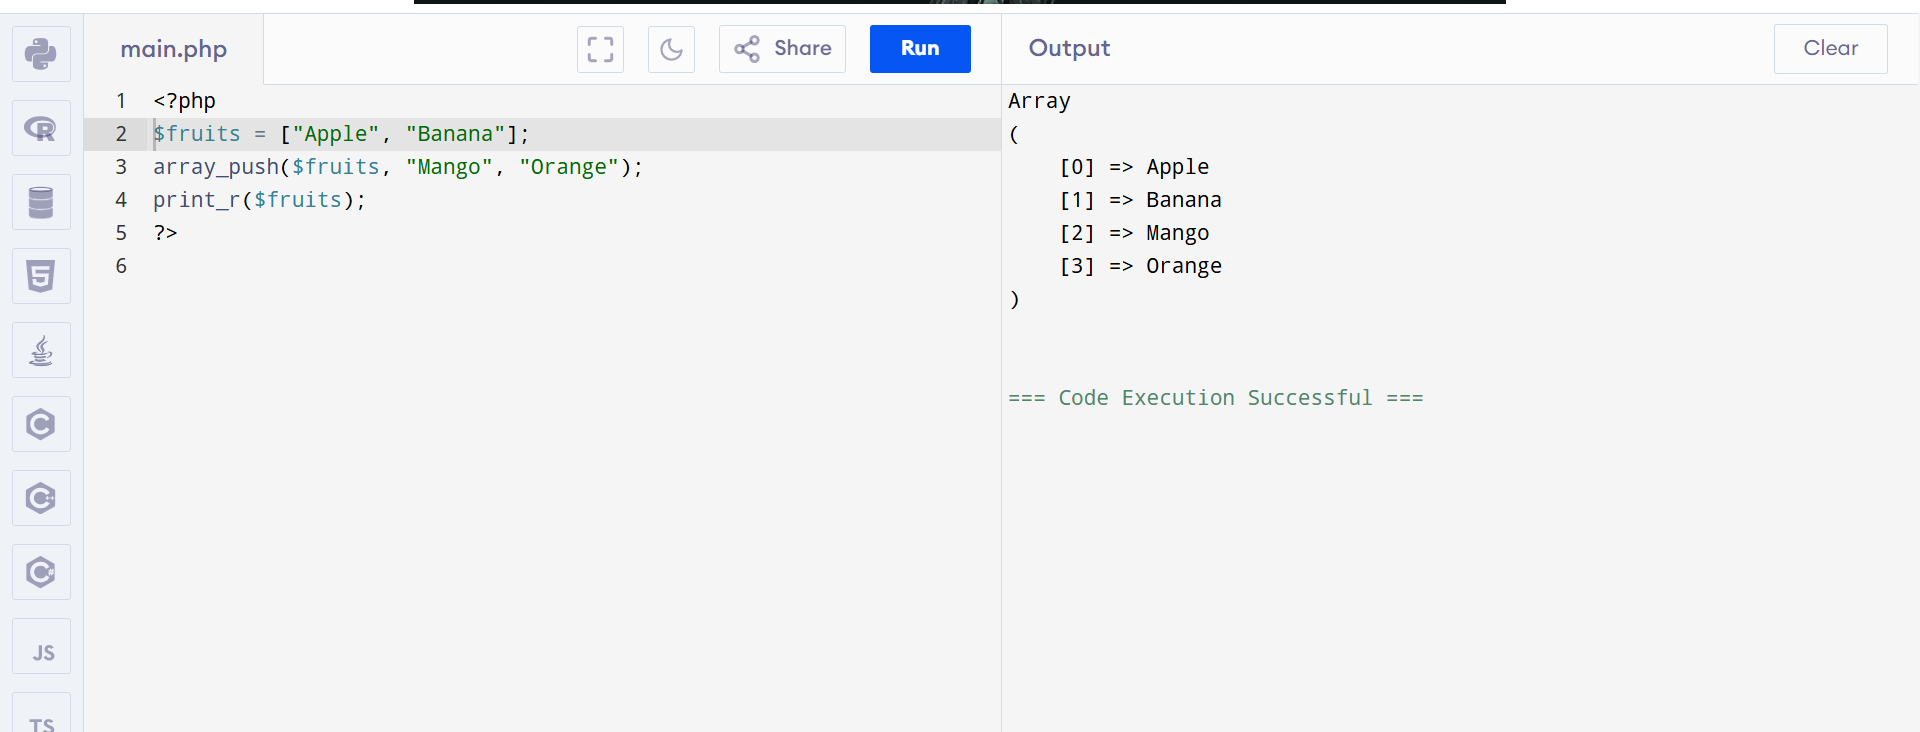 main.php
Share
Run
Output
Clear
1 <?php
2 $fruits = ["Apple", "Banana"];
3 array_push($fruits, "Mango", "Orange");
4 print_r($fruits);
5 ?>
6
Array
(
    [0] => Apple
    [1] => Banana
    [2] => Mango
    [3] => Orange
)
=== Code Execution Successful ===
R
5
C
C++
C#
JS
TS